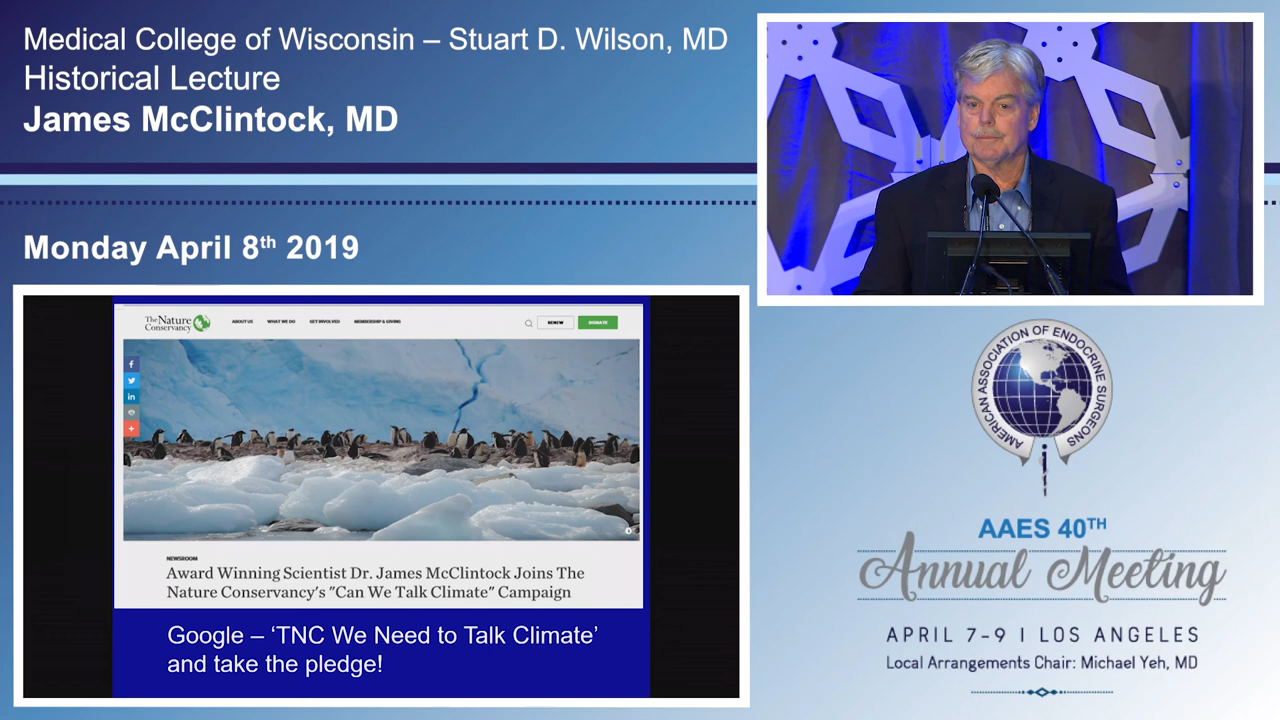 Medical College of Wisconsin – Stuart D. Wilson, MD
Historical Lecture
James McClintock, MD
Monday April 8th 2019
The Nature
Conservancy
ABOUT US
WHAT WE DO
GET INVOLVED
MEMBERSHIP & GIVING
RENEW
DONATE
NEWSROOM
Award Winning Scientist Dr. James McClintock Joins The
Nature Conservancy's "Can We Talk Climate" Campaign
Google – ‘TNC We Need to Talk Climate’
and take the pledge!
AMERICAN ASSOCIATION OF ENDOCRINE SURGEONS
AAES 40TH
Annual Meeting
APRIL 7-9 I LOS ANGELES
Local Arrangements Chair: Michael Yeh, MD